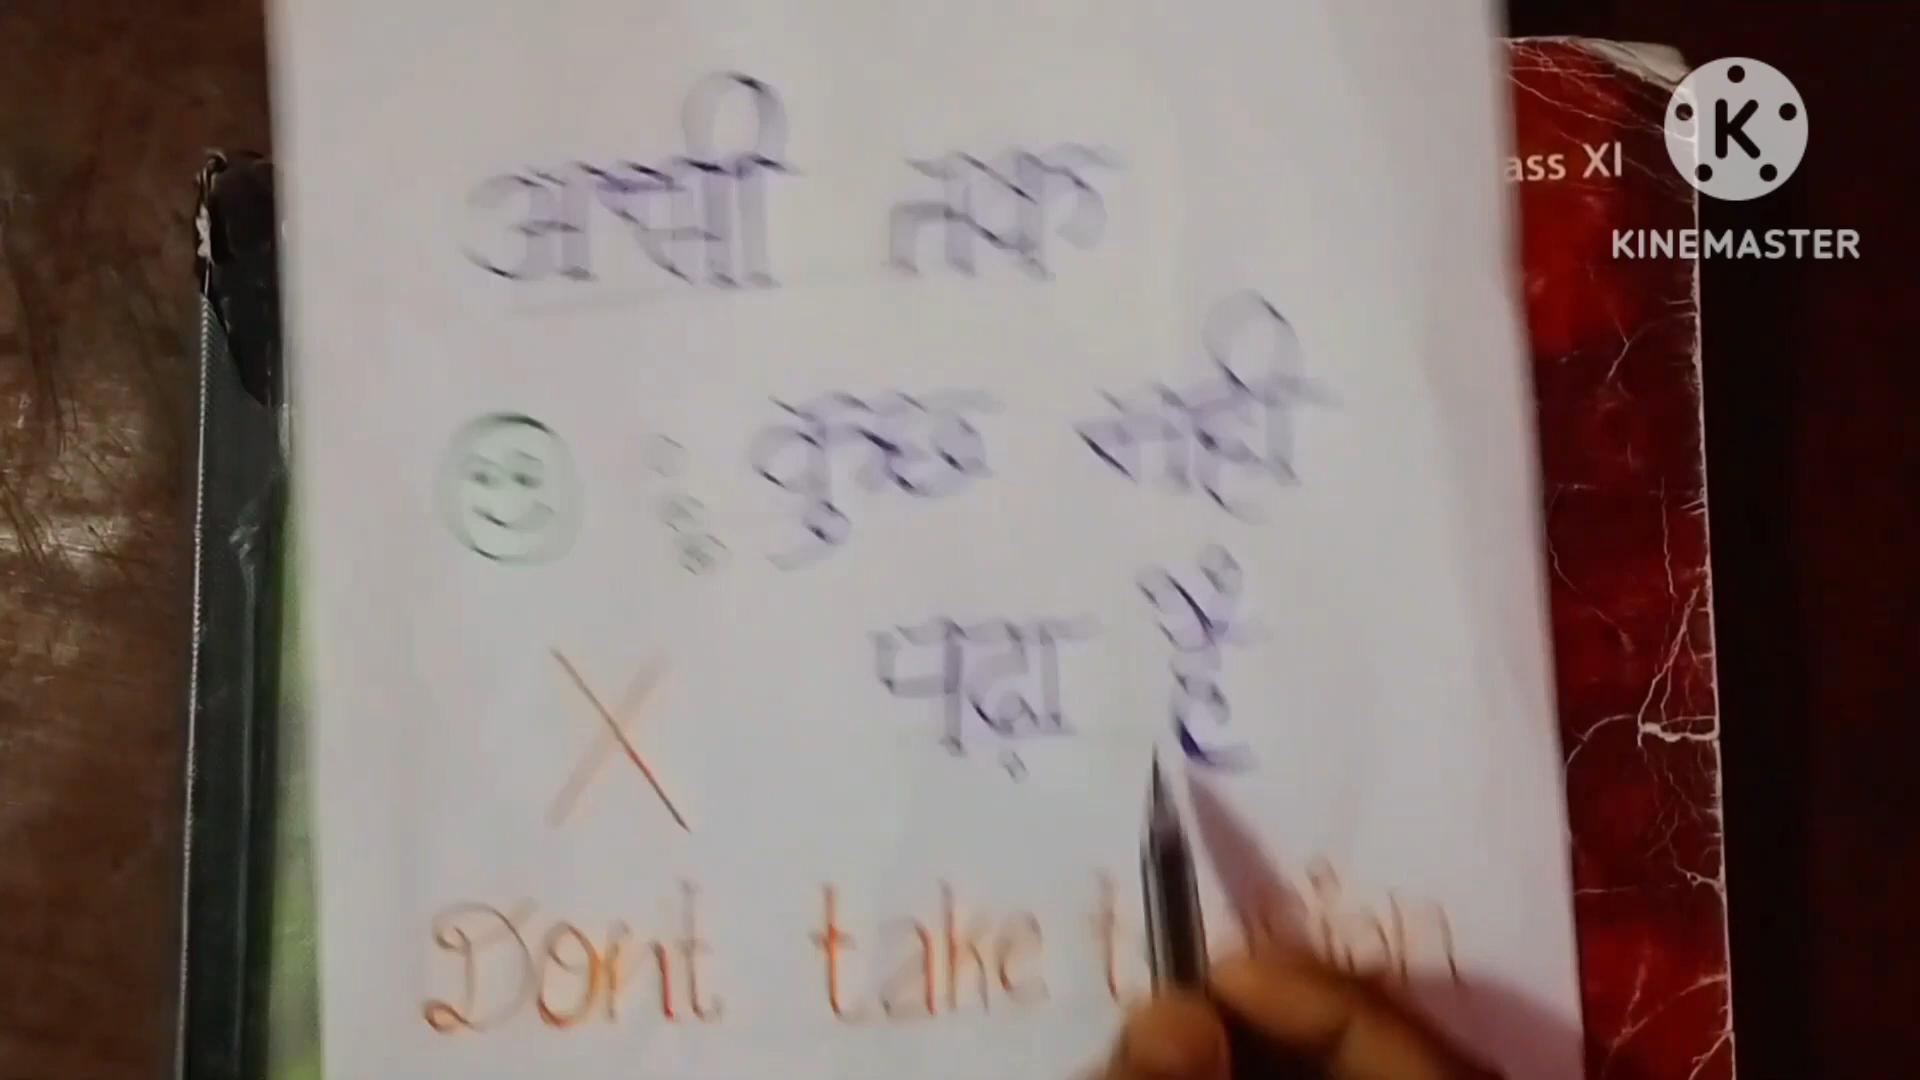 अभी तक
कुछ नही
पढ़ा है
Dont take
ass XI
K
KINEMASTER